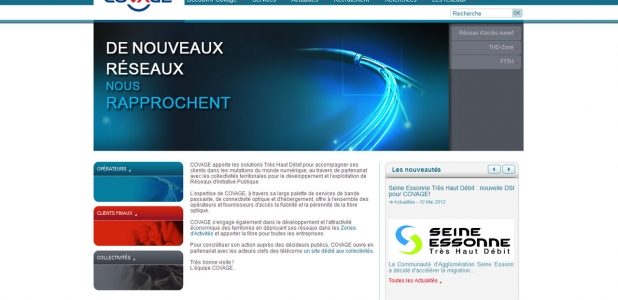 COVAGE
Découvrir Covage Services Actualités Recrutement Références Les réseaux
Recherche OK
DE NOUVEAUX
RÉSEAUX
NOUS
RAPPROCHENT
Réseau d'accès ouvert
THD-Zone
FTTH
OPÉRATEURS
CLIENTS FINAUX
COLLECTIVITÉS
COVAGE apporte les solutions Très Haut Débit pour accompagner ses
clients dans les mutations du monde numérique, au travers de partenariat
avec les collectivités territoriales pour le développement et l'exploitation de
Réseaux d'Initiative Publique.
L'expertise de COVAGE, à travers sa large palette de services de bande
passante, de connectivité optique et d'hébergement, offre à l'ensemble des
opérateurs et fournisseurs d'accès la fiabilité et la pérennité de la fibre
optique.
COVAGE s'engage également dans le développement et l'attractivité
économique des territoires en déployant ses réseaux dans les Zones
d'Activités et apporter la fibre pour toutes les entreprises.
Pour concrétiser son action auprès des décideurs publics, COVAGE ouvre en
partenariat avec les acteurs clefs des télécoms un site dédié aux collectivités.
Très bonne visite !
L'équipe COVAGE.
Les nouveautés
Seine Essonne Très Haut Débit : nouvelle DSP
pour COVAGE!
Actualités - 19 Mar 2012
SEINE
ESSONNE
Très Haut Débit
La Communauté d'Agglomération Seine Essonne
a décidé d'accélérer la migration...
Toutes les Actualités